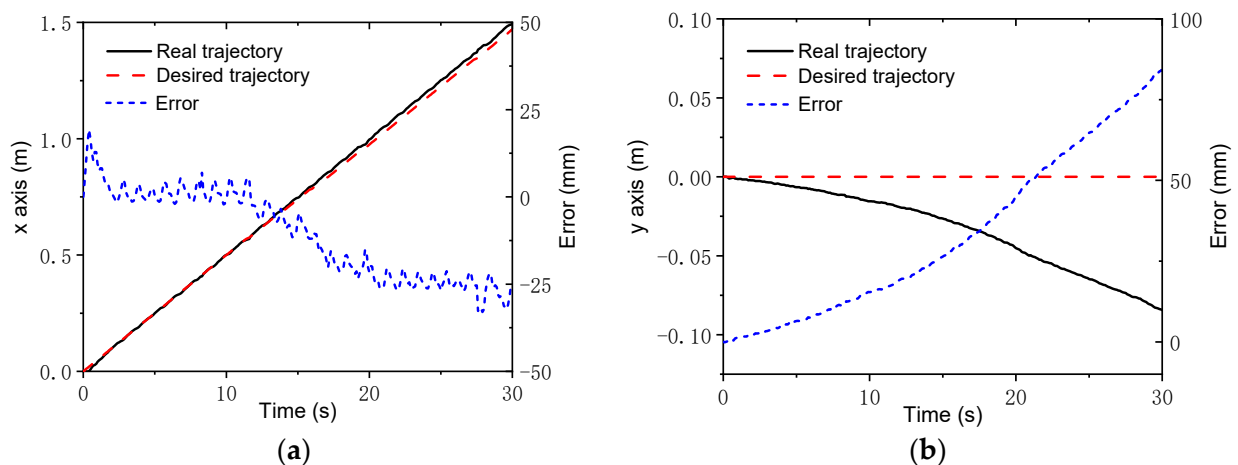 1.5
1.0
0.5
0.0
x axis (m)
Real trajectory
Desired trajectory
Error
50
25
0
−25
−50
Error (mm)
0
10
20
30
Time (s)
(a)
0.10
0.05
0.00
−0.05
−0.10
y axis (m)
Real trajectory
Desired trajectory
Error
100
50
0
Error (mm)
0
10
20
30
Time (s)
(b)